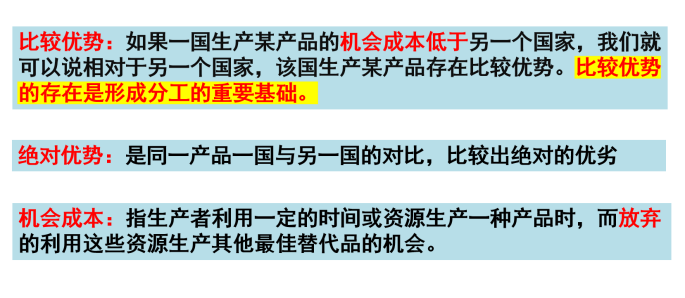 比较优势：如果一国生产某产品的机会成本低于另一个国家，我们就
可以说相对于另一个国家，该国生产某产品存在比较优势。比较优势
的存在是形成分工的重要基础。
绝对优势：是同一产品一国与另一国的对比，比较出绝对的优劣
机会成本：指生产者利用一定的时间或资源生产一种产品时，而放弃
的利用这些资源生产其他最佳替代品的机会。